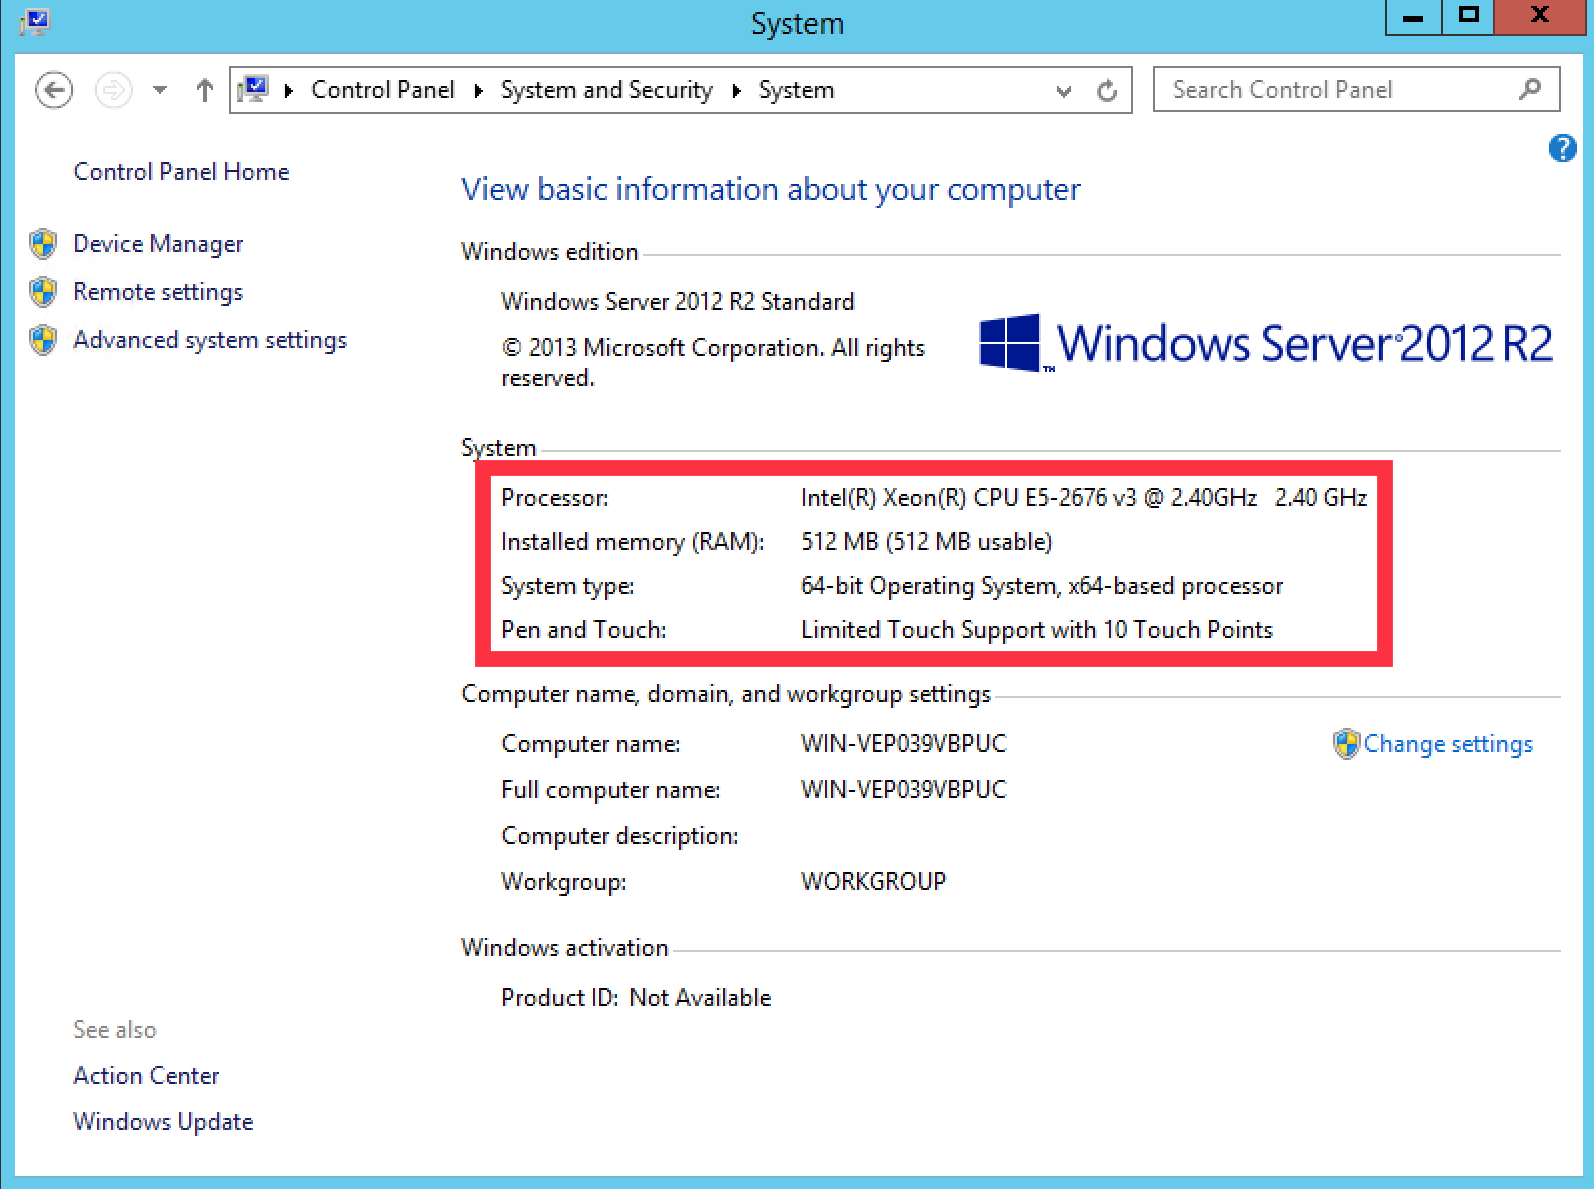 System
Control Panel System and Security System
Search Control Panel
Control Panel Home
Device Manager
Remote settings
Advanced system settings
View basic information about your computer
Windows edition
Windows Server 2012 R2 Standard
© 2013 Microsoft Corporation. All rights
reserved.
Windows Server 2012 R2
TM
System
Processor: Intel(R) Xeon(R) CPU E5-2676 v3 @ 2.40GHz 2.40 GHz
Installed memory (RAM): 512 MB (512 MB usable)
System type: 64-bit Operating System, x64-based processor
Pen and Touch: Limited Touch Support with 10 Touch Points
Computer name, domain, and workgroup settings
Computer name: WIN-VEP039VBPUC
Change settings
Full computer name: WIN-VEP039VBPUC
Computer description:
Workgroup: WORKGROUP
Windows activation
Product ID: Not Available
See also
Action Center
Windows Update